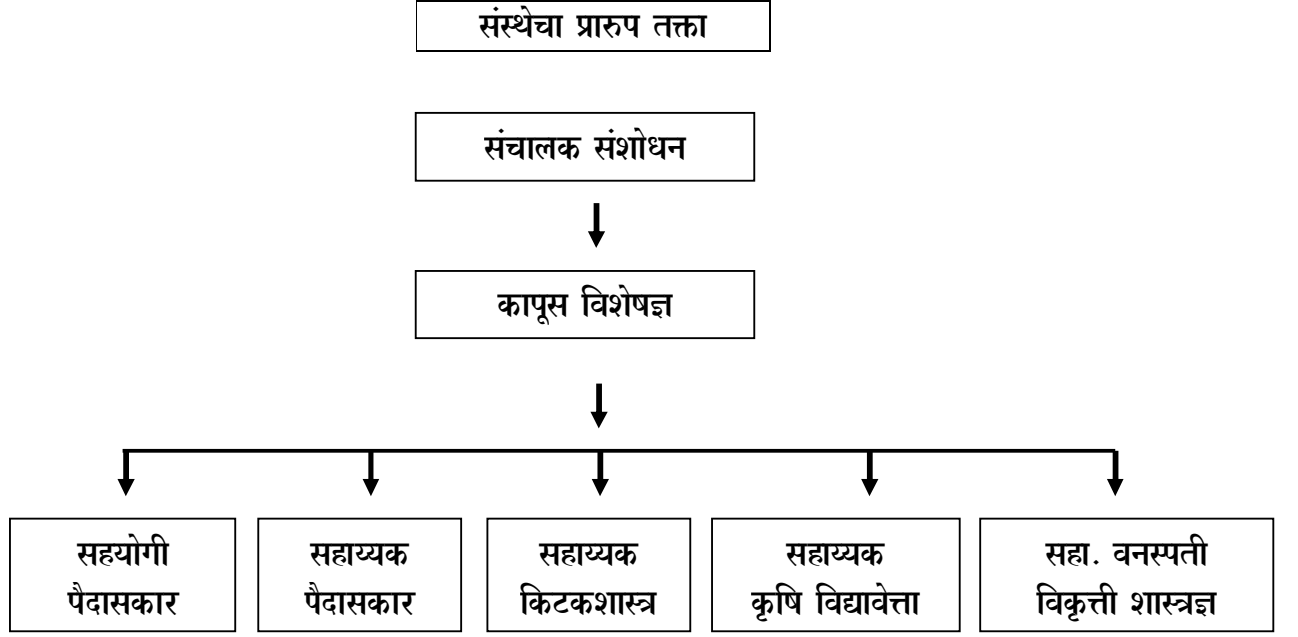 संस्थेचा प्रारुप तक्ता
संचालक संशोधन
कापूस विशेषज्ञ
सहयोगी
पैदासकार
सहाय्यक
पैदासकार
सहाय्यक
किटकशास्त्र
सहाय्यक
कृषि विद्यावेत्ता
सहा. वनस्पती
विकृत्ती शास्त्रज्ञ